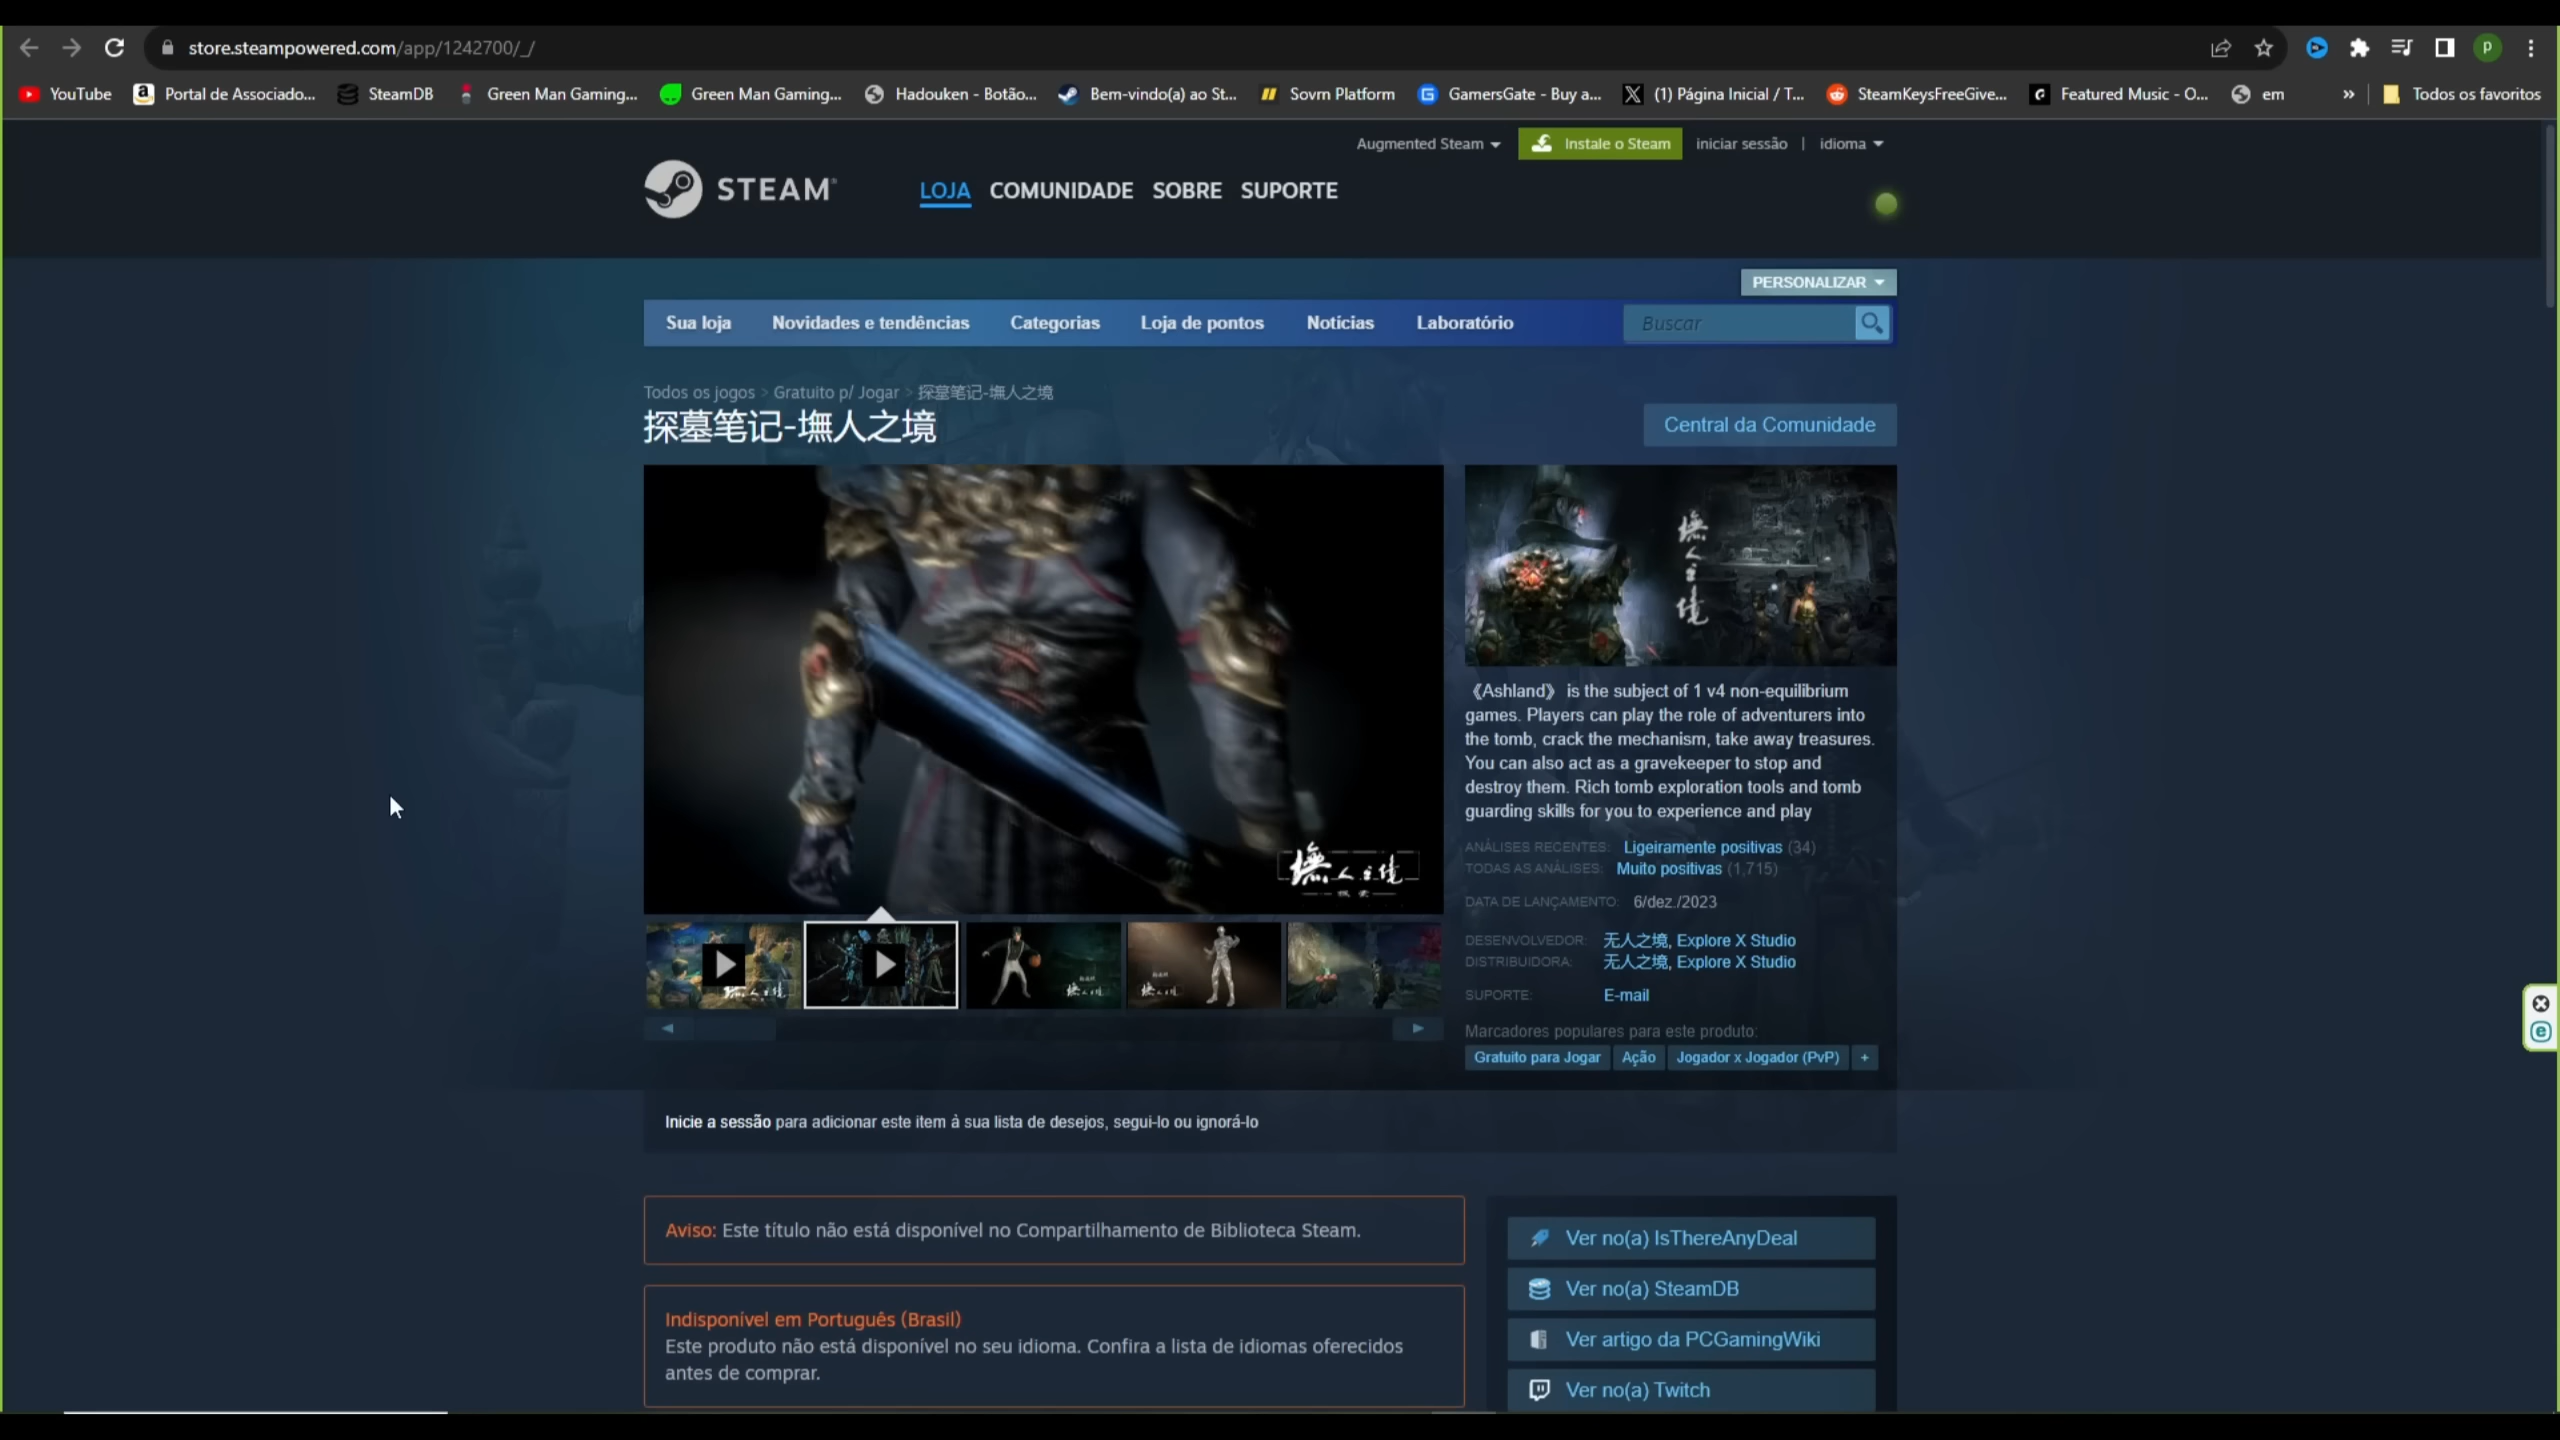 store.steampowered.com/app/1242700/_/
YouTube
Portal de Associado...
SteamDB
Green Man Gaming...
Green Man Gaming...
Hadouken - Botão...
Bem-vindo(a) ao St...
Sovrn Platform
GamersGate - Buy a...
(1) Página Inicial / T...
SteamKeysFreeGive...
Featured Music - O...
em
»
Todos os favoritos
Augmented Steam
Instale o Steam
iniciar sessão | idioma
STEAM
LOJA COMUNIDADE SOBRE SUPORTE
PERSONALIZAR
Sua loja Novidades e tendências Categorias Loja de pontos Notícias Laboratório
Buscar
Todos os jogos > Gratuito p/ Jogar > 探墓笔记-墲人之境
探墓笔记-墲人之境
Central da Comunidade
墲人之境
墲人之境
《Ashland》 is the subject of 1 v4 non-equilibrium
games. Players can play the role of adventurers into
the tomb, crack the mechanism, take away treasures.
You can also act as a gravekeeper to stop and
destroy them. Rich tomb exploration tools and tomb
guarding skills for you to experience and play
ANÁLISES RECENTES: Ligeiramente positivas (34)
TODAS AS ANÁLISES: Muito positivas (1,715)
DATA DE LANÇAMENTO: 6/dez./2023
DESENVOLVEDOR: 无人之境, Explore X Studio
DISTRIBUIDORA: 无人之境, Explore X Studio
SUPORTE: E-mail
Marcadores populares para este produto:
Gratuito para Jogar Ação Jogador x Jogador (PvP) +
Inicie a sessão para adicionar este item à sua lista de desejos, segui-lo ou ignorá-lo
Aviso: Este título não está disponível no Compartilhamento de Biblioteca Steam.
Indisponível em Português (Brasil)
Este produto não está disponível no seu idioma. Confira a lista de idiomas oferecidos
antes de comprar.
Ver no(a) IsThereAnyDeal
Ver no(a) SteamDB
Ver artigo da PCGamingWiki
Ver no(a) Twitch